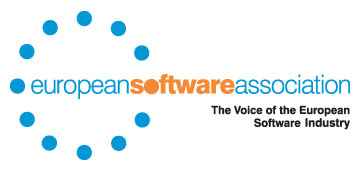 europeansoftwareassociation
The Voice of the European
Software Industry